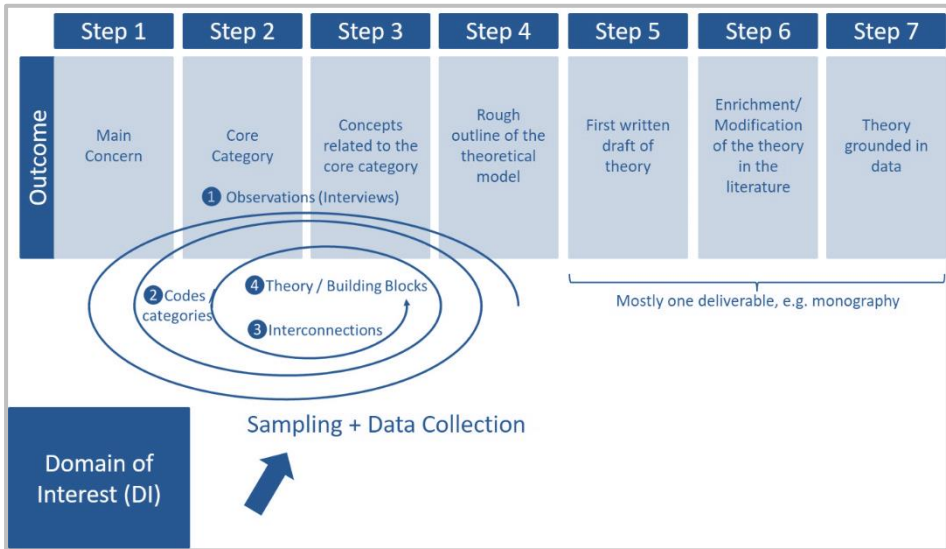 Step 1
Step 2
Step 3
Step 4
Step 5
Step 6
Step 7
Outcome
Main
Concern
Core
Category
Concepts
related to the
core category
Rough
outline of the
theoretical
model
First written
draft of
theory
Enrichment/
Modification
of the theory
in the
literature
Theory
grounded in
data
1 Observations (Interviews)
2 Codes /
categories
4 Theory / Building Blocks
3 Interconnections
Mostly one deliverable, e.g. monography
Sampling + Data Collection
Domain of
Interest (DI)